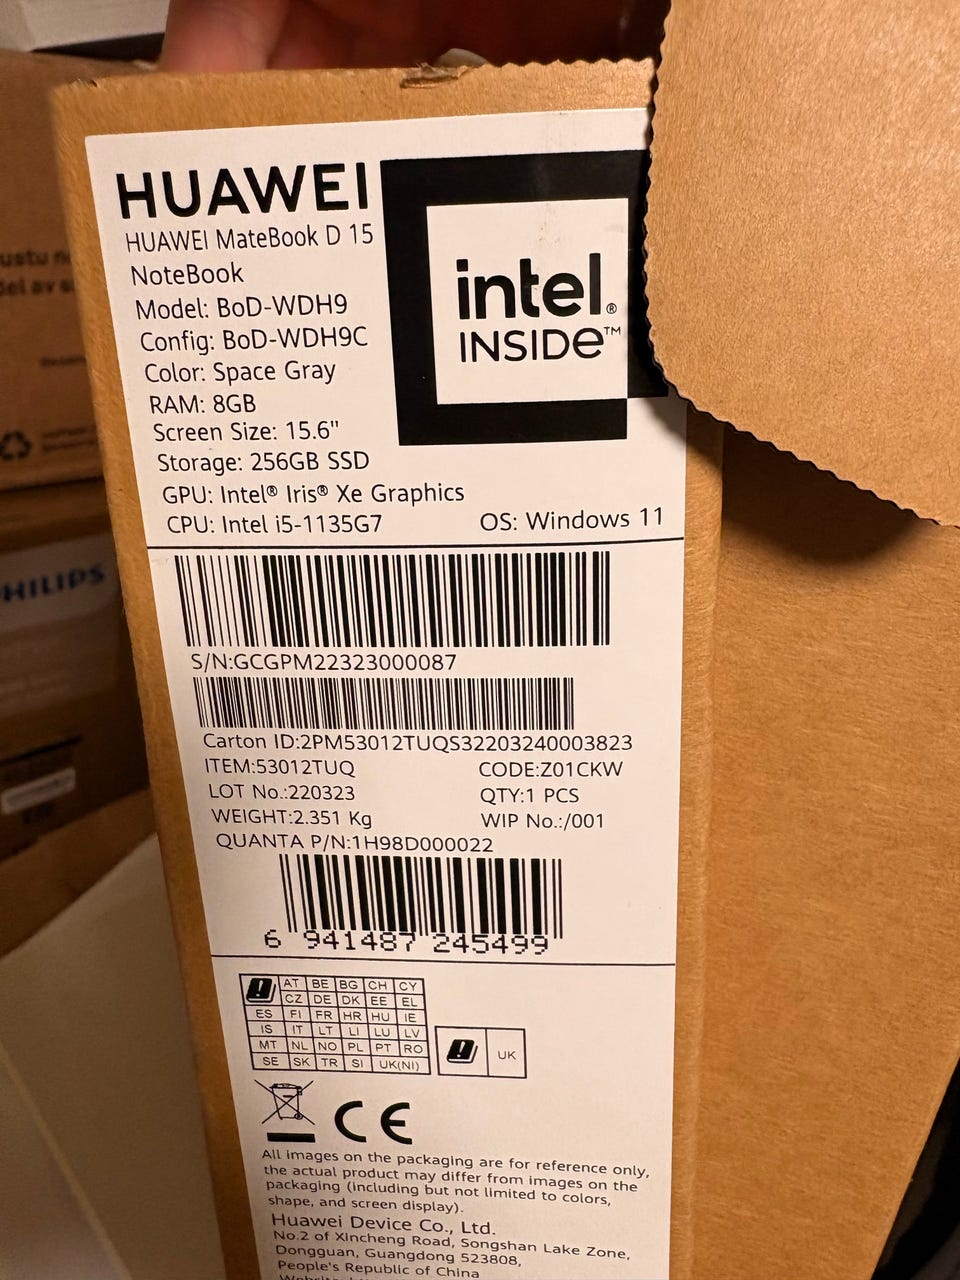 HUAWEI
HUAWEI MateBook D 15
NoteBook
Model: BoD-WDH9
Config: BoD-WDH9C
Color: Space Gray
RAM: 8GB
Screen Size: 15.6"
Storage: 256GB SSD
GPU: Intel® Iris® Xe Graphics
CPU: Intel i5-1135G7
OS: Windows 11
intel®
INSIDE™
S/N:GCGPM22323000087
Carton ID:2PM53012TUQS32203240003823
ITEM:53012TUQ CODE:Z01CKW
LOT No.:220323 QTY:1 PCS
WEIGHT:2.351 Kg WIP No.:/001
QUANTA P/N:1H98D000022
6 941487 245499
AT BE BG CH CY
CZ DE DK EE EL
ES FI FR HR HU IE
IS IT LT LI LU LV
MT NL NO PL PT RO
SE SK TR SI UK(NI)
UK
CE
All images on the packaging are for reference only,
the actual product may differ from images on the
packaging (including but not limited to colors,
shape, and screen display).
Huawei Device Co., Ltd.
No.2 of Xincheng Road, Songshan Lake Zone,
Dongguan, Guangdong 523808,
People's Republic of China
PHILIPS